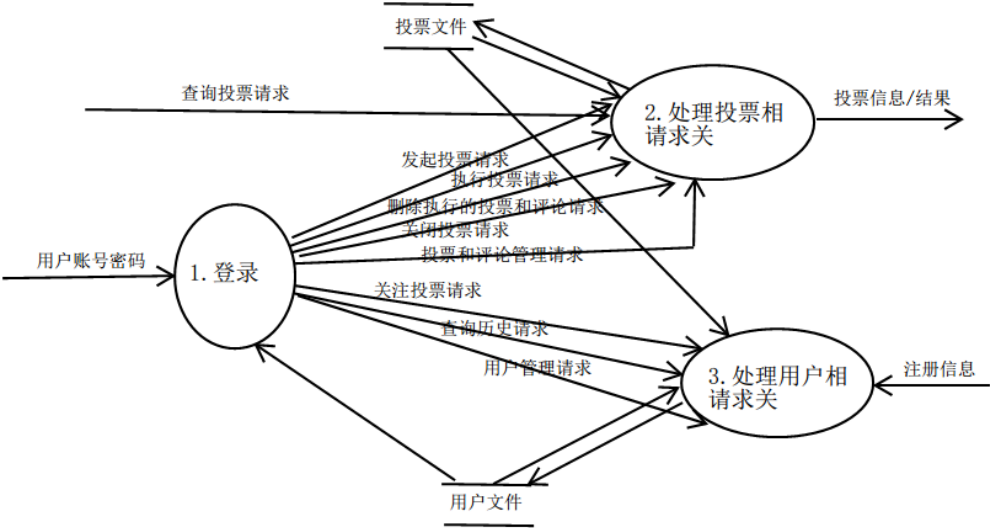 投票文件
查询投票请求
2.处理投票相
请求关
投票信息/结果
发起投票请求
执行投票请求
删除执行的投票和评论请求
关闭投票请求
投票和评论管理请求
用户账号密码
1.登录
关注投票请求
查询历史请求
用户管理请求
3.处理用户相
请求关
注册信息
用户文件